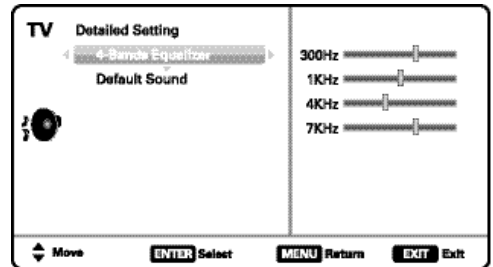 TV
Detailed Setting
4-Bands Equalizer
Default Sound
300Hz
1KHz
4KHz
7KHz
Move ENTER Select MENU Return EXIT Exit